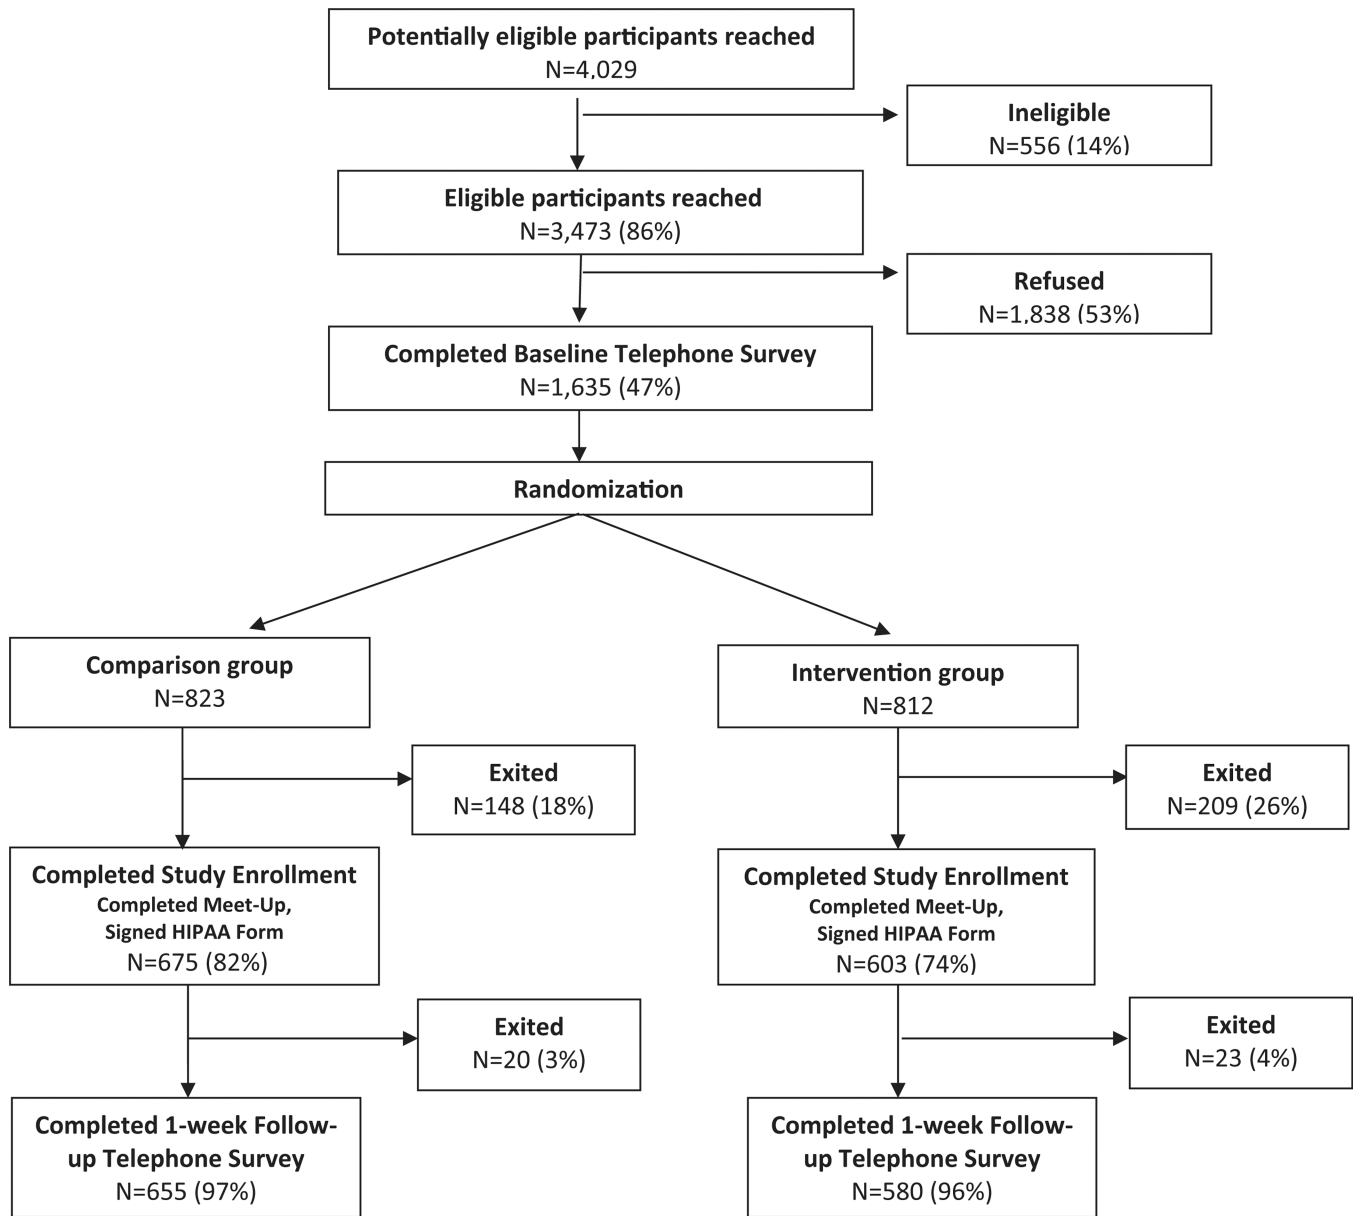 Potentially eligible participants reached
N=4,029
Ineligible
N=556 (14%)
Eligible participants reached
N=3,473 (86%)
Refused
N=1,838 (53%)
Completed Baseline Telephone Survey
N=1,635 (47%)
Randomization
Comparison group
N=823
Intervention group
N=812
Exited
N=148 (18%)
Exited
N=209 (26%)
Completed Study Enrollment
Completed Meet-Up,
Signed HIPAA Form
N=675 (82%)
Completed Study Enrollment
Completed Meet-Up,
Signed HIPAA Form
N=603 (74%)
Exited
N=20 (3%)
Exited
N=23 (4%)
Completed 1-week Follow-
up Telephone Survey
N=655 (97%)
Completed 1-week Follow-
up Telephone Survey
N=580 (96%)